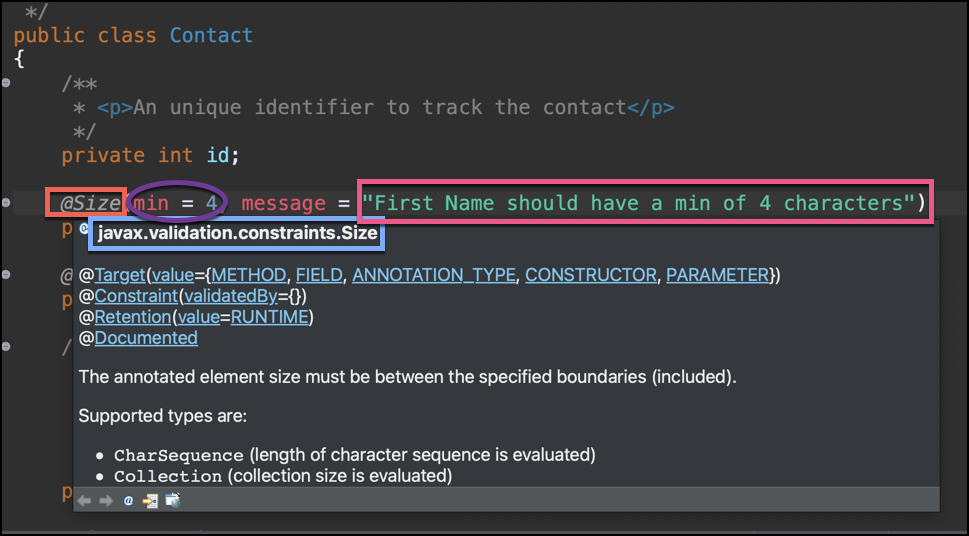 */
public class Contact
{
/**
* <p>An unique identifier to track the contact</p>
*/
private int id;
@Size(min = 4, message = "First Name should have a min of 4 characters")
p @ javax.validation.constraints.Size
@ @Target(value={METHOD, FIELD, ANNOTATION_TYPE, CONSTRUCTOR, PARAMETER})
p @Constraint(validatedBy={})
@Retention(value=RUNTIME)
/ @Documented
The annotated element size must be between the specified boundaries (included).
Supported types are:
• CharSequence (length of character sequence is evaluated)
• Collection (collection size is evaluated)
p @